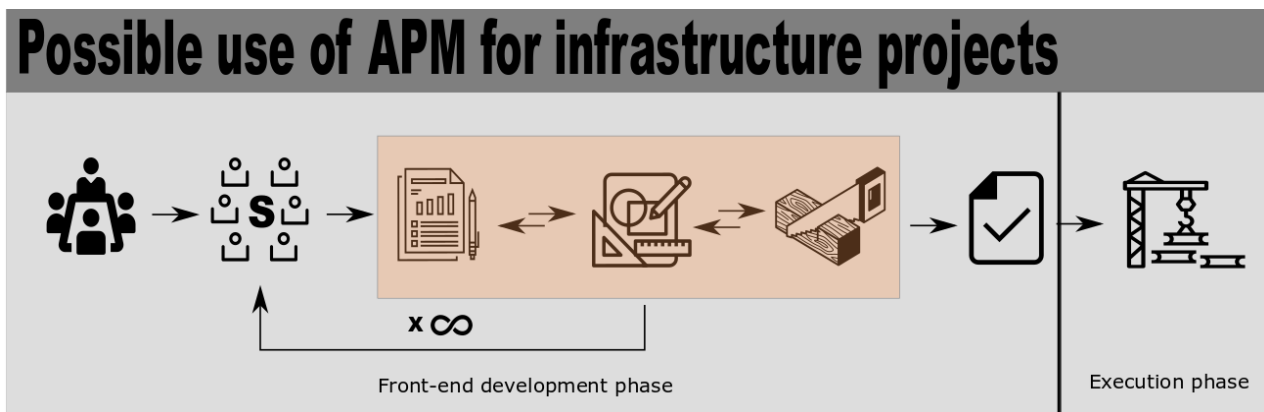 Possible use of APM for infrastructure projects
S
x ∞
Front-end development phase
Execution phase